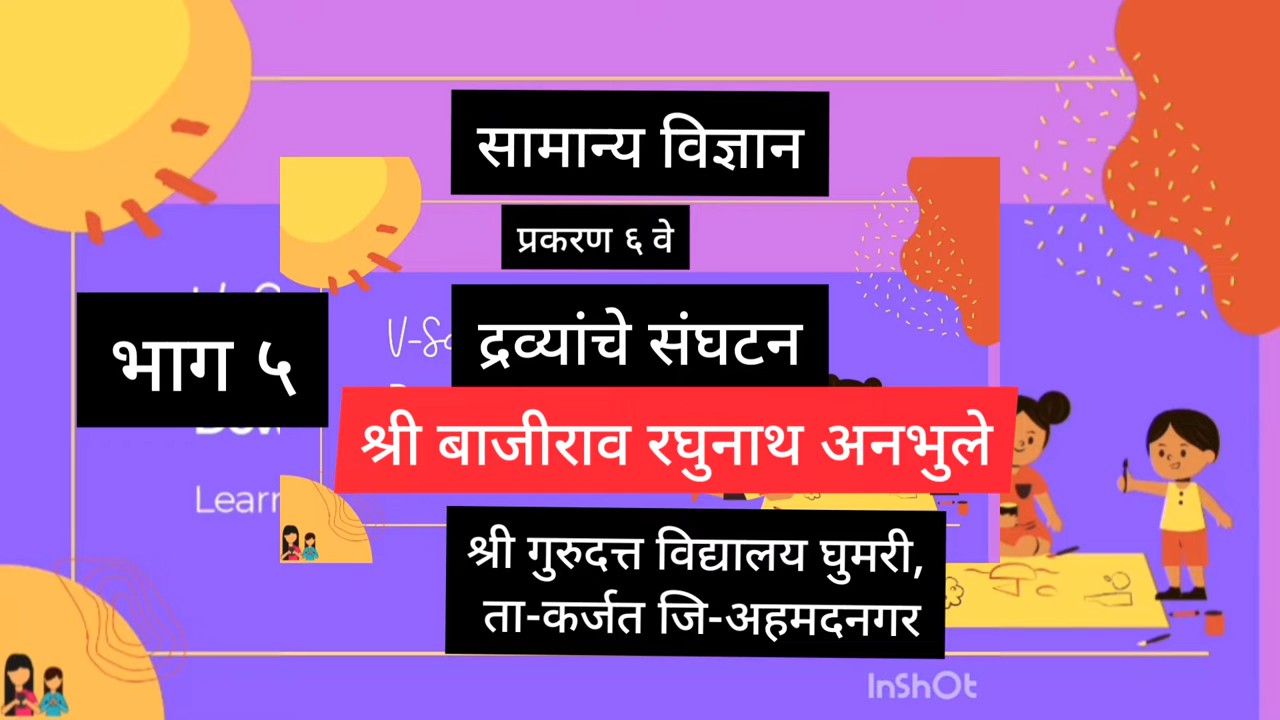 सामान्य विज्ञान
प्रकरण ६ वे
भाग ५
द्रव्यांचे संघटन
श्री बाजीराव रघुनाथ अनभुले
Learn
श्री गुरुदत्त विद्यालय घुमरी,
ता-कर्जत जि-अहमदनगर
InShOt